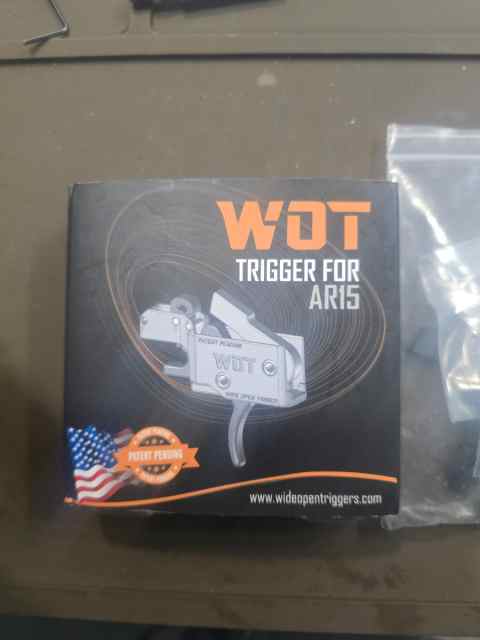 WOT
TRIGGER FOR
AR15
PATENT PENDING
WOT
WIDE OPEN TRIGGER
PATENT PENDING
www.wideopentriggers.com